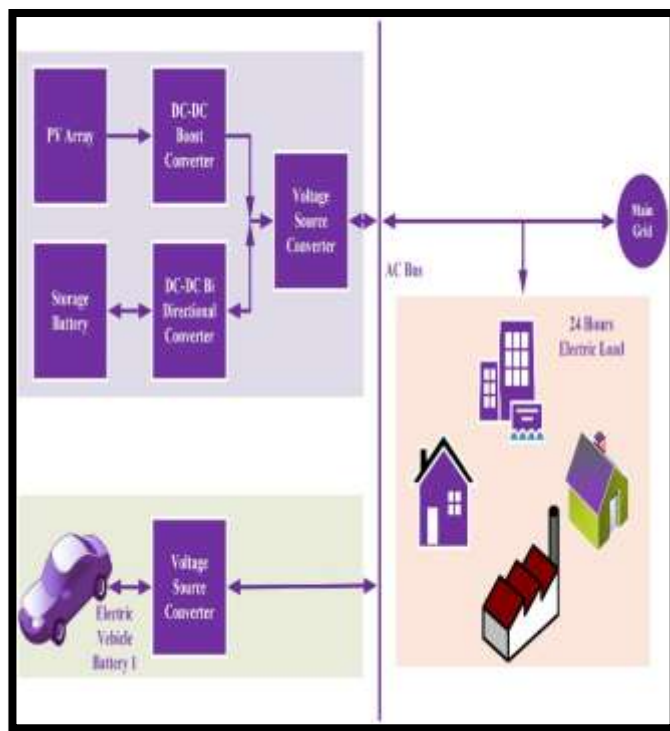 PV Array
DC-DC
Boost
Converter
Voltage
Source
Converter
Storage
Battery
DC-DC Bi
Directional
Converter
Main
Grid
AC Bus
24 Hours
Electric Load
Electric
Vehicle
Battery 1
Voltage
Source
Converter